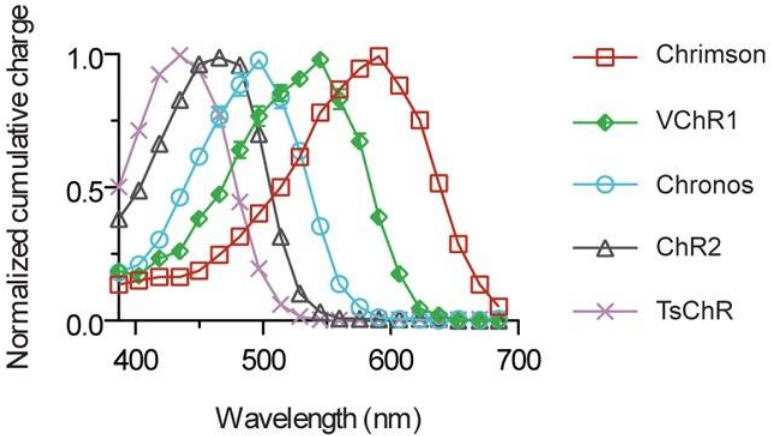 Normalized cumulative charge
1.0
0.5
0.0
400
500
600
700
Wavelength (nm)
Chrimson
VChR1
Chronos
ChR2
TsChR